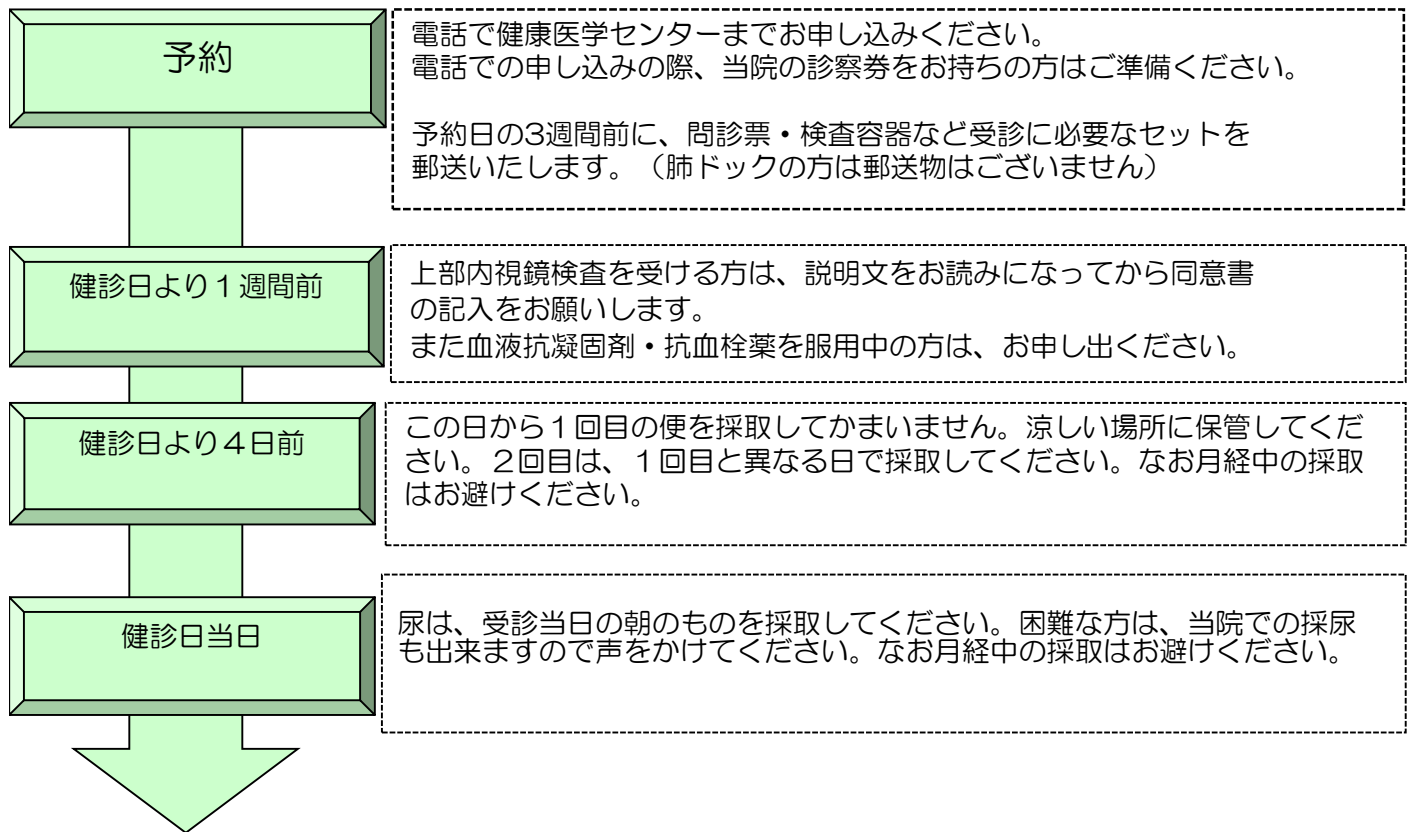 予約
電話で健康医学センターまでお申し込みください。
電話での申し込みの際、当院の診察券をお持ちの方はご準備ください。
予約日の3週間前に、問診票・検査容器など受診に必要なセットを
郵送いたします。（肺ドックの方は郵送物はございません）
健診日より１週間前
上部内視鏡検査を受ける方は、説明文をお読みになってから同意書
の記入をお願いします。
また血液抗凝固剤・抗血栓薬を服用中の方は、お申し出ください。
健診日より４日前
この日から１回目の便を採取してかまいません。涼しい場所に保管してくだ
さい。２回目は、１回目と異なる日で採取してください。なお月経中の採取
はお避けください。
健診日当日
尿は、受診当日の朝のものを採取してください。困難な方は、当院での採尿
も出来ますので声をかけてください。なお月経中の採取はお避けください。